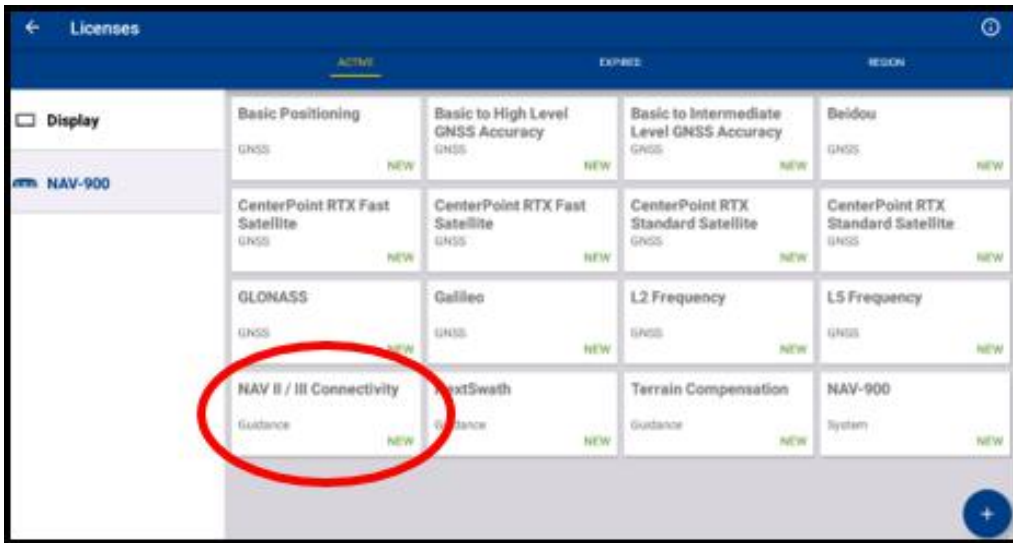 Licenses
ACTIVE
EXPIRED
REGION
Display
NAV-900
Basic Positioning
GNSS
NEW
Basic to High Level
GNSS Accuracy
GNSS
NEW
Basic to Intermediate
Level GNSS Accuracy
GNSS
NEW
Beidou
GNSS
NEW
CenterPoint RTX Fast
Satellite
GNSS
NEW
CenterPoint RTX Fast
Satellite
GNSS
NEW
CenterPoint RTX
Standard Satellite
GNSS
NEW
CenterPoint RTX
Standard Satellite
GNSS
NEW
GLONASS
GNSS
NEW
Galileo
GNSS
NEW
L2 Frequency
GNSS
NEW
L5 Frequency
GNSS
NEW
NAV II / III Connectivity
Guidance
NEW
NextSwath
Guidance
NEW
Terrain Compensation
Guidance
NEW
NAV-900
System
NEW
+